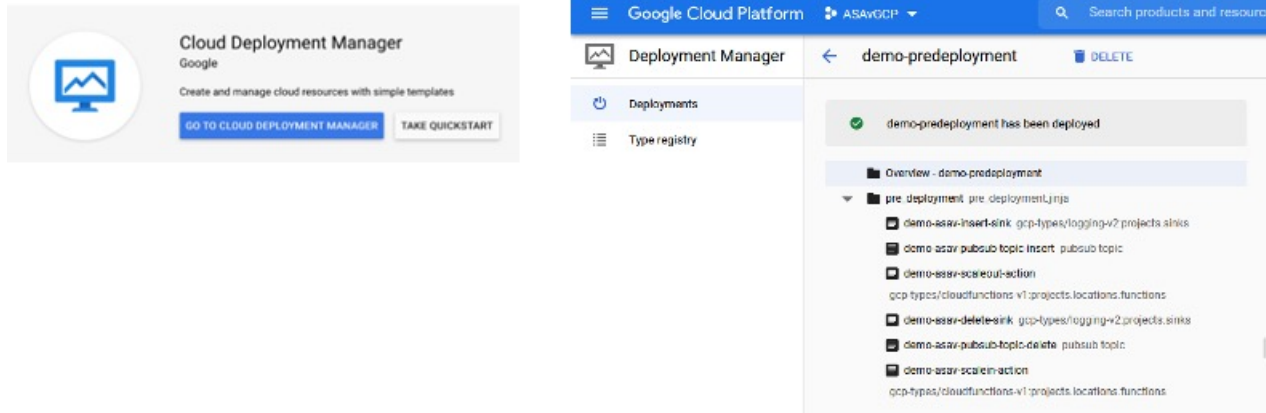 Cloud Deployment Manager
Google
Create and manage cloud resources with simple templates
GO TO CLOUD DEPLOYMENT MANAGER TAKE QUICKSTART
Google Cloud Platform ASAvGCP Search products and resourc
Deployment Manager demo-predeployment DELETE
Deployments
Type registry
demo-predeployment has been deployed
Overview - demo-predeployment
pre_deployment pre_deployment.jinja
demo-asav-insert-sink gcp-types/logging-v2:projects.sinks
demo-asav-pubsub-topic-insert pubsub topic
demo-asav-scaleout-action
gcp-types/cloudfunctions-v1:projects.locations.functions
demo-asav-delete-sink gcp-types/logging-v2:projects.sinks
demo-asav-pubsub-topic-delete pubsub topic
demo-asav-scalein-action
gcp-types/cloudfunctions-v1:projects.locations.functions